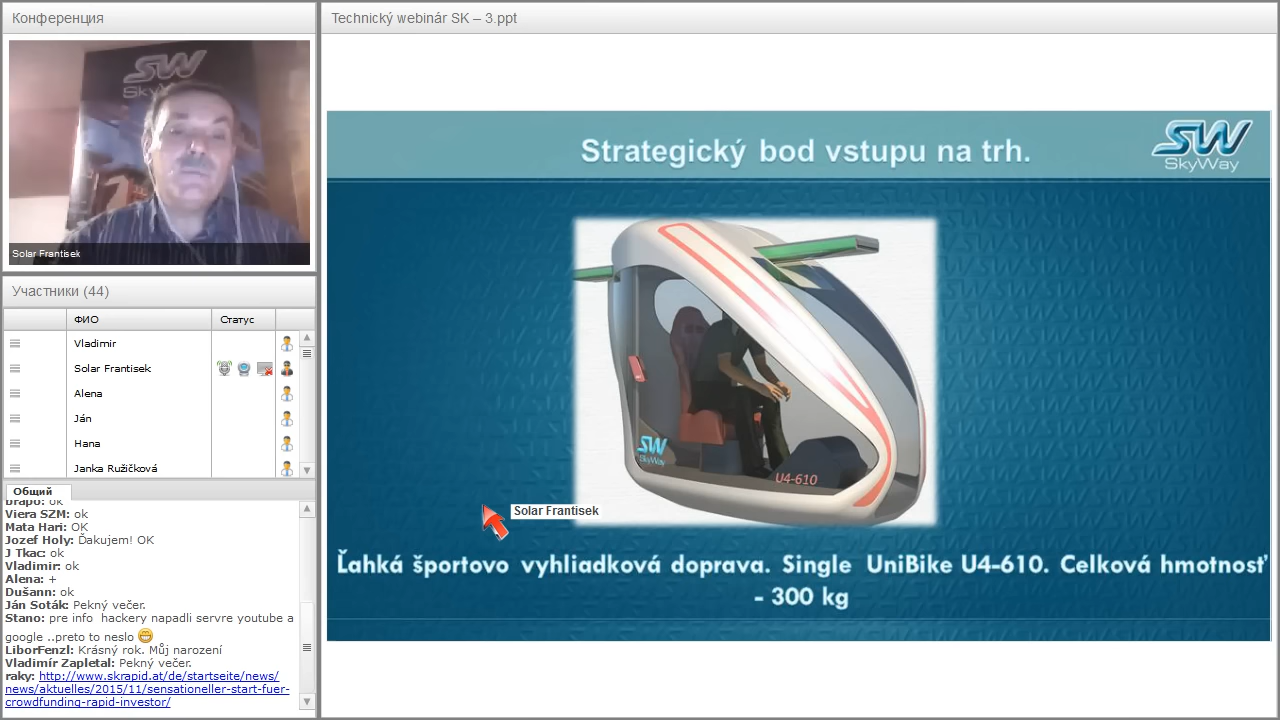 Конференция
SW
SkyWay
Solar Frantisek
Участники (44)
ФИО
Статус
Vladimir
Solar Frantisek
Alena
Ján
Hana
Janka Ružičková
Общий
Brapo: ok
Viera SZM: ok
Mata Hari: OK
Jozef Holy: Ďakujem! OK
J Tkac: ok
Vladimir: ok
Alena: +
Dušann: ok
Ján Soták: Pekný večer.
Stano: pre info hackery napadli servre youtube a
google ..preto to neslo
LiborFenzl: Krásný rok. Můj narození
Vladimír Zapletal: Pekný večer.
raky: http://www.skrapid.at/de/startseite/news/
news/aktuelles/2015/11/sensationeller-start-fuer-
crowdfunding-rapid-investor/
Technický webinár SK – 3.ppt
Strategický bod vstupu na trh.
SW
SkyWay
SW
SkyWay
U4-610
Solar Frantisek
Ľahká športovo vyhliadková doprava. Single UniBike U4-610. Celková hmotnosť
- 300 kg